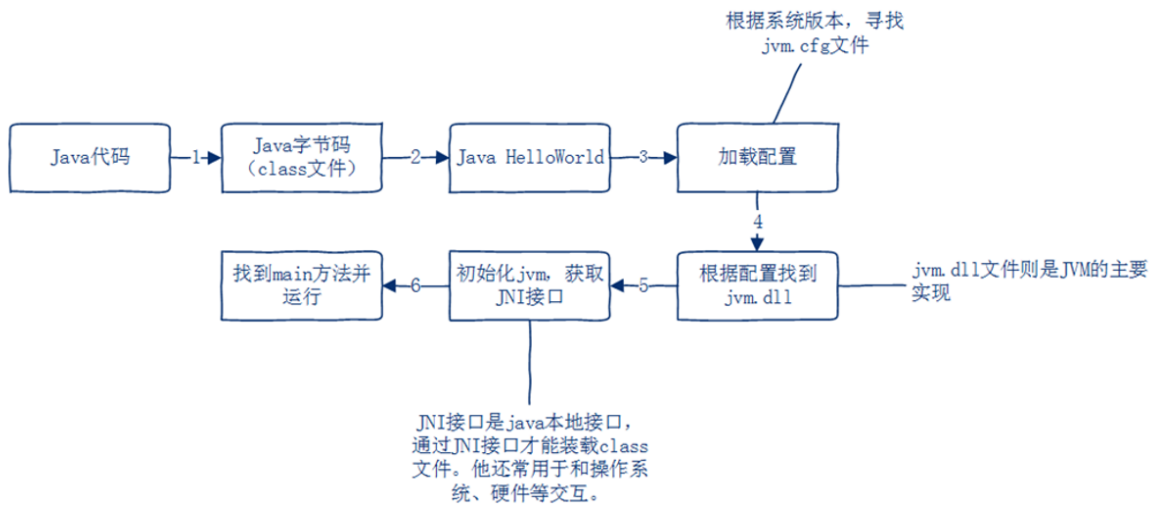 根据系统版本，寻找
jvm.cfg文件
Java代码
1
Java字节码
（class文件）
2
Java HelloWorld
3
加载配置
4
找到main方法并
运行
6
初始化jvm, 获取
JNI接口
5
根据配置找到
jvm.dll
jvm.dll文件则是JVM的主要
实现
JNI接口是java本地接口，
通过JNI接口才能装载class
文件。他还常用于和操作系
统、硬件等交互。